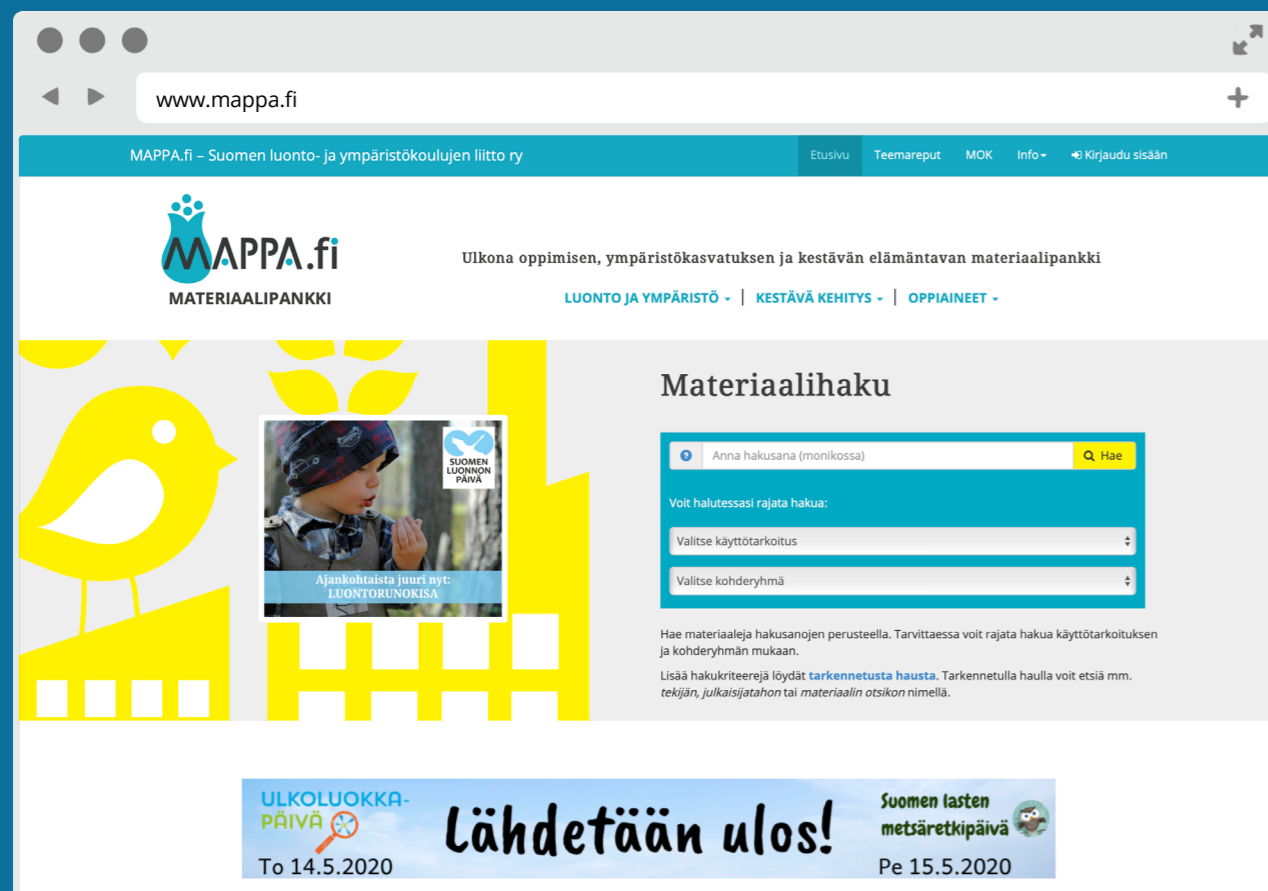 www.mappa.fi
MAPPA.fi – Suomen luonto- ja ympäristökoulujen liitto ry
Etusivu Teemareput MOK Info Kirjaudu sisään
MAPPA.fi
MATERIAALIPANKKI
Ulkona oppimisen, ympäristökasvatuksen ja kestävän elämäntavan materiaalipankki
LUONTO JA YMPÄRISTÖ | KESTÄVÄ KEHITYS | OPPIAINEET
SUOMEN
LUONNON
PÄIVÄ
Ajankohtaista juuri nyt:
LUONTORUNOKISA
Materiaalihaku
Anna hakusana (monikossa)
Hae
Voit halutessasi rajata hakua:
Valitse käyttötarkoitus
Valitse kohderyhmä
Hae materiaaleja hakusanojen perusteella. Tarvittaessa voit rajata hakua käyttötarkoituksen
ja kohderyhmän mukaan.
Lisää hakukriteerejä löydät tarkennetusta hausta. Tarkennetulla haulla voit etsiä mm.
tekijän, julkaisijatahon tai materiaalin otsikon nimellä.
ULKOLUOKKA-
PÄIVÄ
To 14.5.2020
Lähdetään ulos!
Suomen lasten
metsäretkipäivä
Pe 15.5.2020